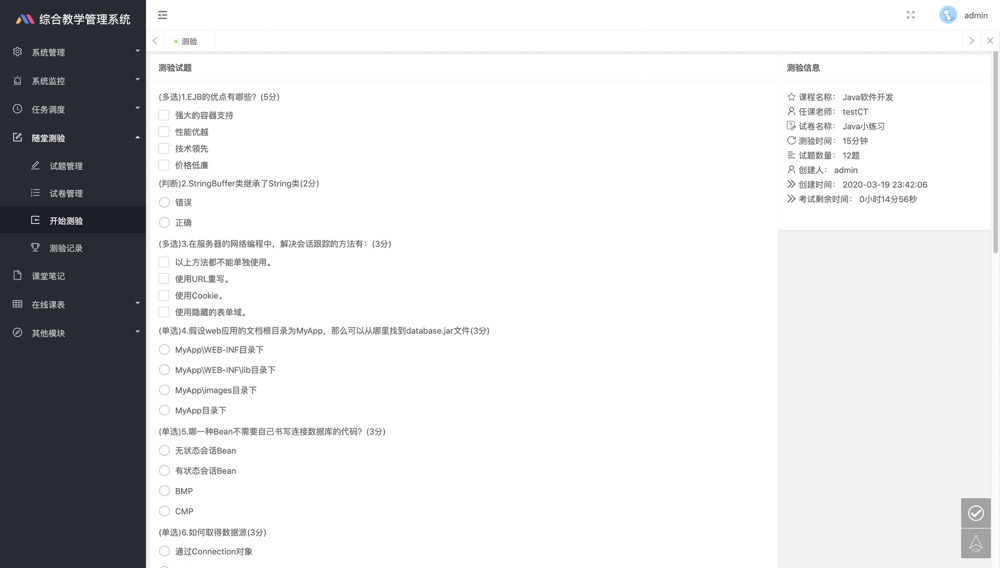 综合教学管理系统
admin
系统管理
测验
系统监控
任务调度
随堂测验
试题管理
试卷管理
开始测验
测验记录
课堂笔记
在线课表
其他模块
测验试题
(多选)1.EJB的优点有哪些? (5分)
强大的容器支持
性能优越
技术领先
价格低廉
(判断)2.StringBuffer类继承了String类(2分)
错误
正确
(多选)3.在服务器的网络编程中，解决会话跟踪的方法有：(3分)
以上方法都不能单独使用。
使用URL重写。
使用Cookie。
使用隐藏的表单域。
(单选)4.假设web应用的文档根目录为MyApp，那么可以从哪里找到database.jar文件(3分)
MyApp\WEB-INF目录下
MyApp\WEB-INF\lib目录下
MyApp\images目录下
MyApp目录下
(单选)5.哪一种Bean不需要自己书写连接数据库的代码？(3分)
无状态会话Bean
有状态会话Bean
BMP
CMP
(单选)6.如何取得数据源(3分)
通过Connection对象
测验信息
课程名称： Java软件开发
任课老师： testCT
试卷名称： Java小练习
测验时间： 15分钟
试题数量： 12题
创建人： admin
创建时间： 2020-03-19 23:42:06
考试剩余时间： 0小时14分56秒
TOP